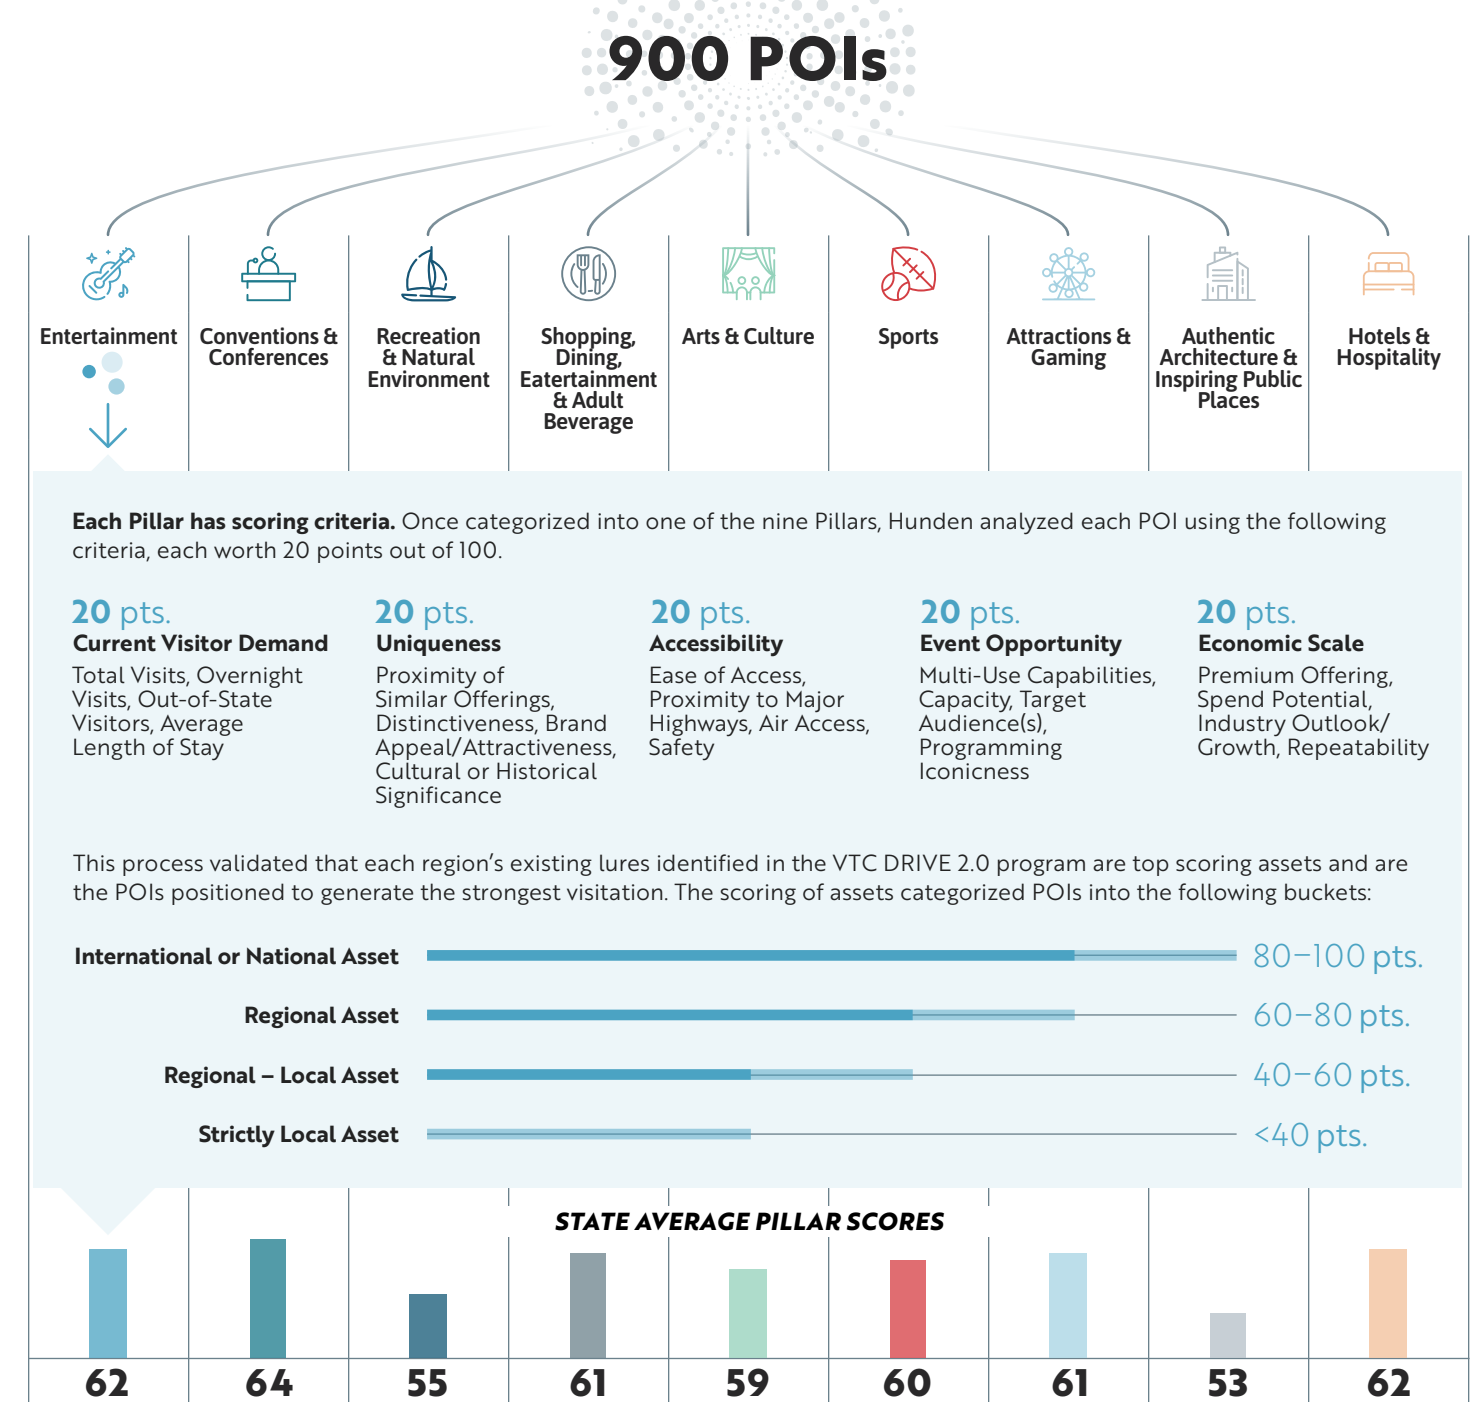 900 POIs
Entertainment
Conventions &
Conferences
Recreation
& Natural
Environment
Shopping,
Dining,
Eatertainment
& Adult
Beverage
Arts & Culture
Sports
Attractions &
Gaming
Authentic
Architecture &
Inspiring Public
Places
Hotels &
Hospitality
Each Pillar has scoring criteria. Once categorized into one of the nine Pillars, Hunden analyzed each POI using the following
criteria, each worth 20 points out of 100.
20 pts.
Current Visitor Demand
Total Visits, Overnight
Visits, Out-of-State
Visitors, Average
Length of Stay
20 pts.
Uniqueness
Proximity of
Similar Offerings,
Distinctiveness, Brand
Appeal/Attractiveness,
Cultural or Historical
Significance
20 pts.
Accessibility
Ease of Access,
Proximity to Major
Highways, Air Access,
Safety
20 pts.
Event Opportunity
Multi-Use Capabilities,
Capacity, Target
Audience(s),
Programming
Iconicness
20 pts.
Economic Scale
Premium Offering,
Spend Potential,
Industry Outlook/
Growth, Repeatability
This process validated that each region's existing lures identified in the VTC DRIVE 2.0 program are top scoring assets and are
the POIs positioned to generate the strongest visitation. The scoring of assets categorized POIs into the following buckets:
International or National Asset 80–100 pts.
Regional Asset 60–80 pts.
Regional – Local Asset 40–60 pts.
Strictly Local Asset <40 pts.
STATE AVERAGE PILLAR SCORES
62 64 55 61 59 60 61 53 62